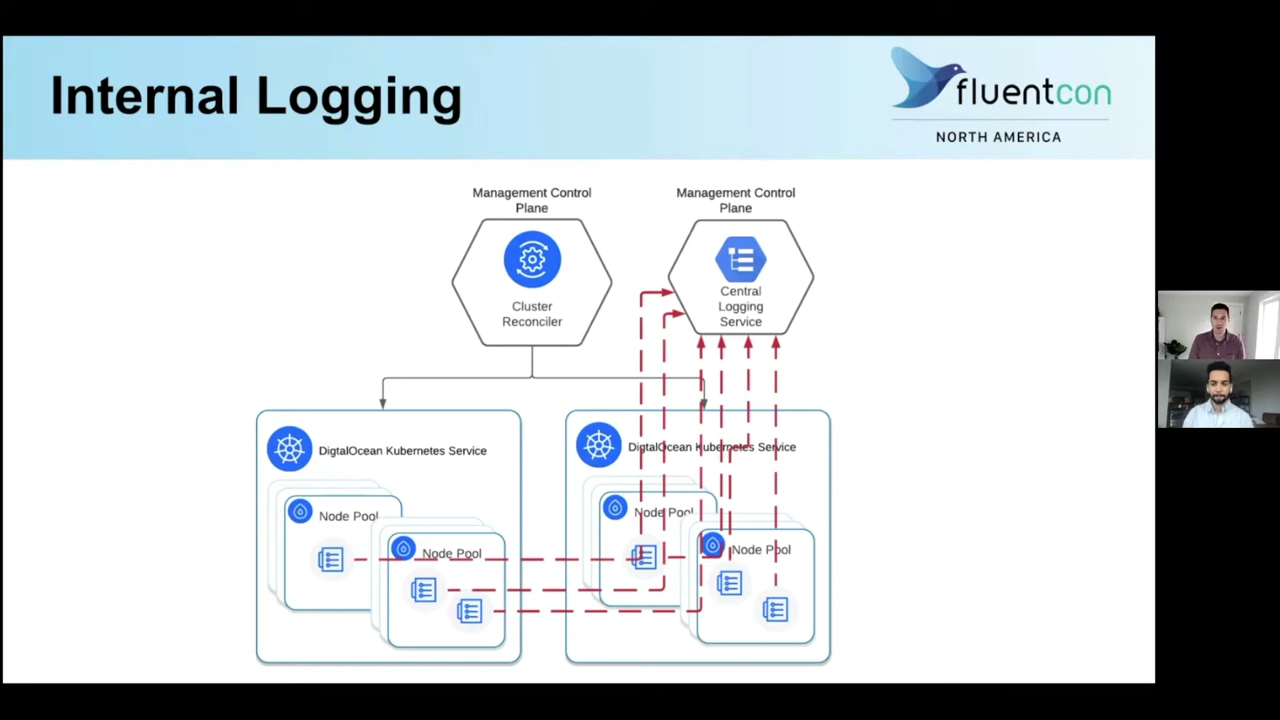 Internal Logging
fluentcon
NORTH AMERICA
Management Control
Plane
Cluster
Reconciler
Management Control
Plane
Central
Logging
Service
DigtalOcean Kubernetes Service
Node Pool
Node Pool
DigtalOcean Kubernetes Service
Node Pool
Node Pool